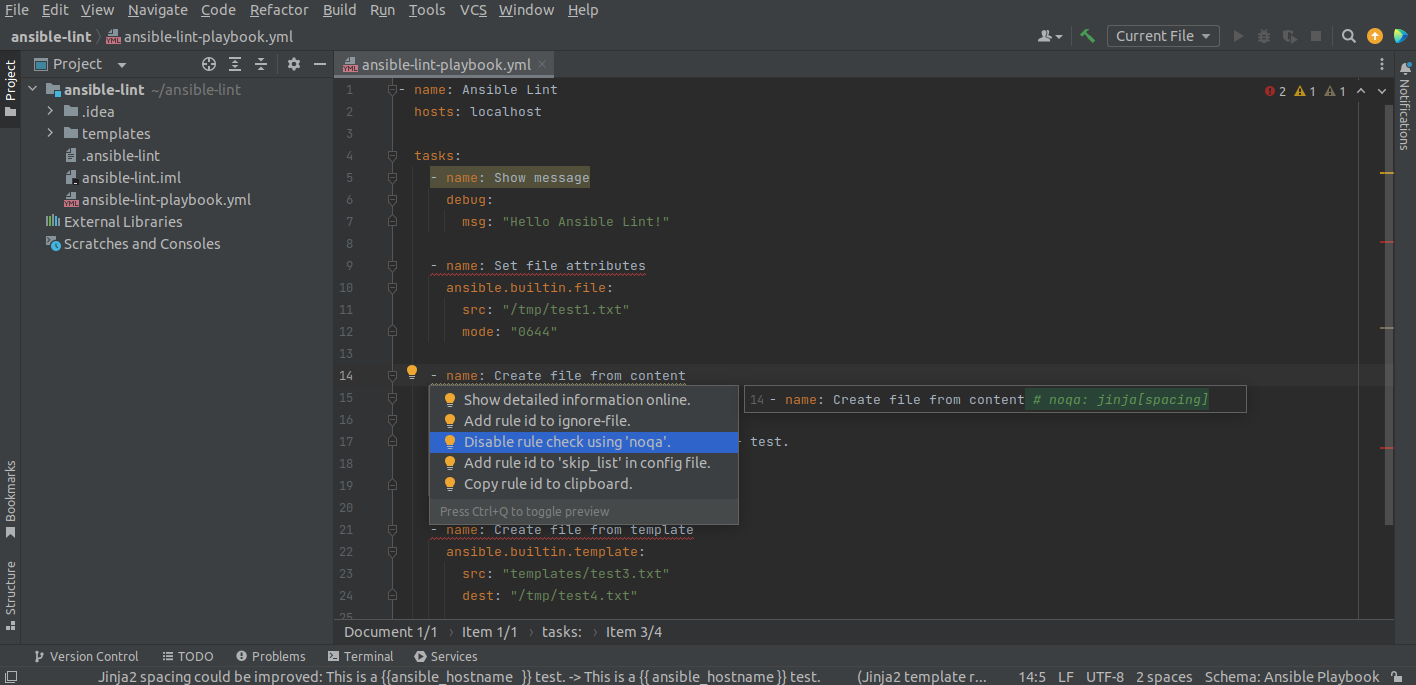 File Edit View Navigate Code Refactor Build Run Tools VCS Window Help
ansible-lint ansible-lint-playbook.yml Current File
Project
Project
ansible-lint ~/ansible-lint
.idea
templates
.ansible-lint
ansible-lint.iml
ansible-lint-playbook.yml
External Libraries
Scratches and Consoles
Bookmarks
Structure
ansible-lint-playbook.yml
2 1 1
1 - name: Ansible Lint
2 hosts: localhost
3
4 tasks:
5 - name: Show message
6 debug:
7 msg: "Hello Ansible Lint!"
8
9 - name: Set file attributes
10 ansible.builtin.file:
11 src: "/tmp/test1.txt"
12 mode: "0644"
13
14 - name: Create file from content
15
16
17 test.
18
19
20
Show detailed information online.
Add rule id to ignore-file.
Disable rule check using 'noqa'.
Add rule id to 'skip_list' in config file.
Copy rule id to clipboard.
Press Ctrl+Q to toggle preview
14 - name: Create file from content # noqa: jinja[spacing]
21 - name: Create file from template
22 ansible.builtin.template:
23 src: "templates/test3.txt"
24 dest: "/tmp/test4.txt"
25
Document 1/1 › Item 1/1 › tasks: › Item 3/4
Notifications
Version Control TODO Problems Terminal Services
Jinja2 spacing could be improved: This is a {{ansible_hostname }} test. -> This is a {{ ansible_hostname }} test. (Jinja2 template r... 14:5 LF UTF-8 2 spaces Schema: Ansible Playbook